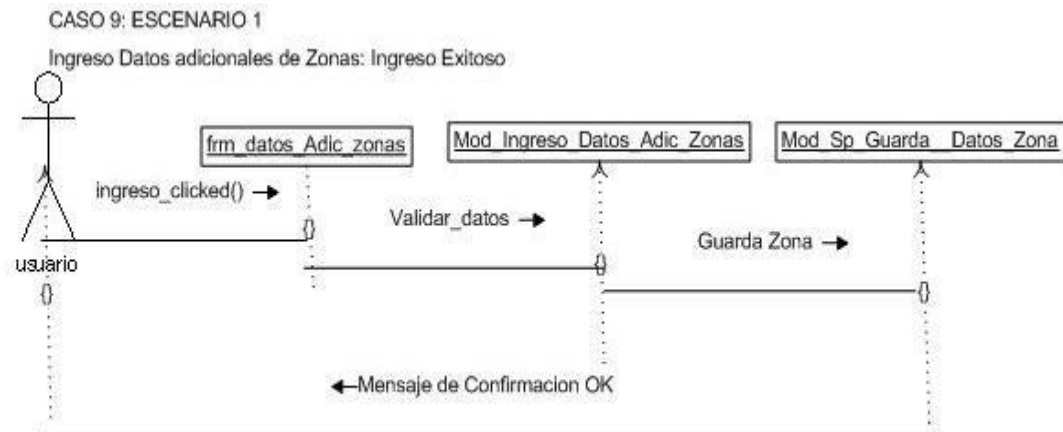 CASO 9: ESCENARIO 1
Ingreso Datos adicionales de Zonas: Ingreso Exitoso
frm_datos_Adic_zonas
Mod_Ingreso_Datos_Adic_Zonas
Mod_Sp_Guarda__Datos_Zona
ingreso_clicked()
Validar_datos
Guarda Zona
usuario
{}
{}
{}
{}
Mensaje de Confirmacion OK